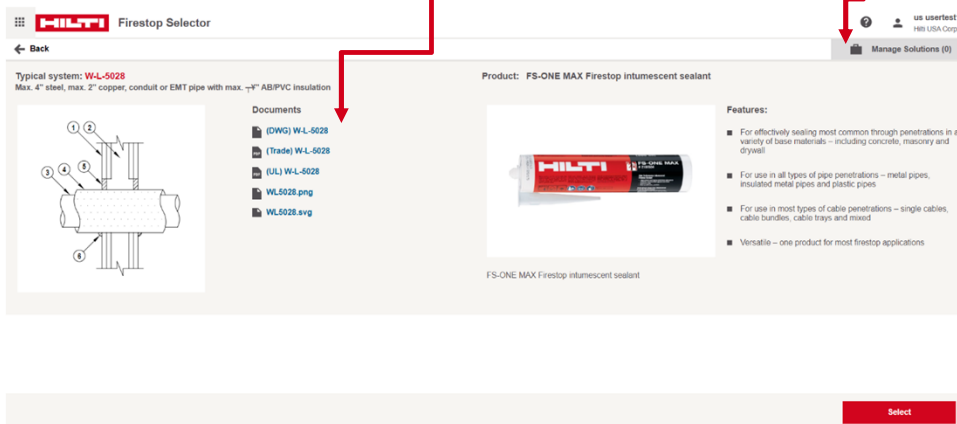 HILTI Firestop Selector
us usertest
Hilti USA Corp
Back
Manage Solutions (0)
Typical system: W-L-5028
Max. 4" steel, max. 2" copper, conduit or EMT pipe with max. ┬¥" AB/PVC insulation
Product: FS-ONE MAX Firestop intumescent sealant
Documents
(DWG) W-L-5028
(Trade) W-L-5028
(UL) W-L-5028
WL5028.png
WL5028.svg
1 2
3 4 5
6
HILTI
FS-ONE MAX
FS-ONE MAX Firestop intumescent sealant
Features:
For effectively sealing most common through penetrations in a
variety of base materials – including concrete, masonry and
drywall
For use in all types of pipe penetrations – metal pipes,
insulated metal pipes and plastic pipes
For use in most types of cable penetrations – single cables,
cable bundles, cable trays and mixed
Versatile – one product for most firestop applications
Select